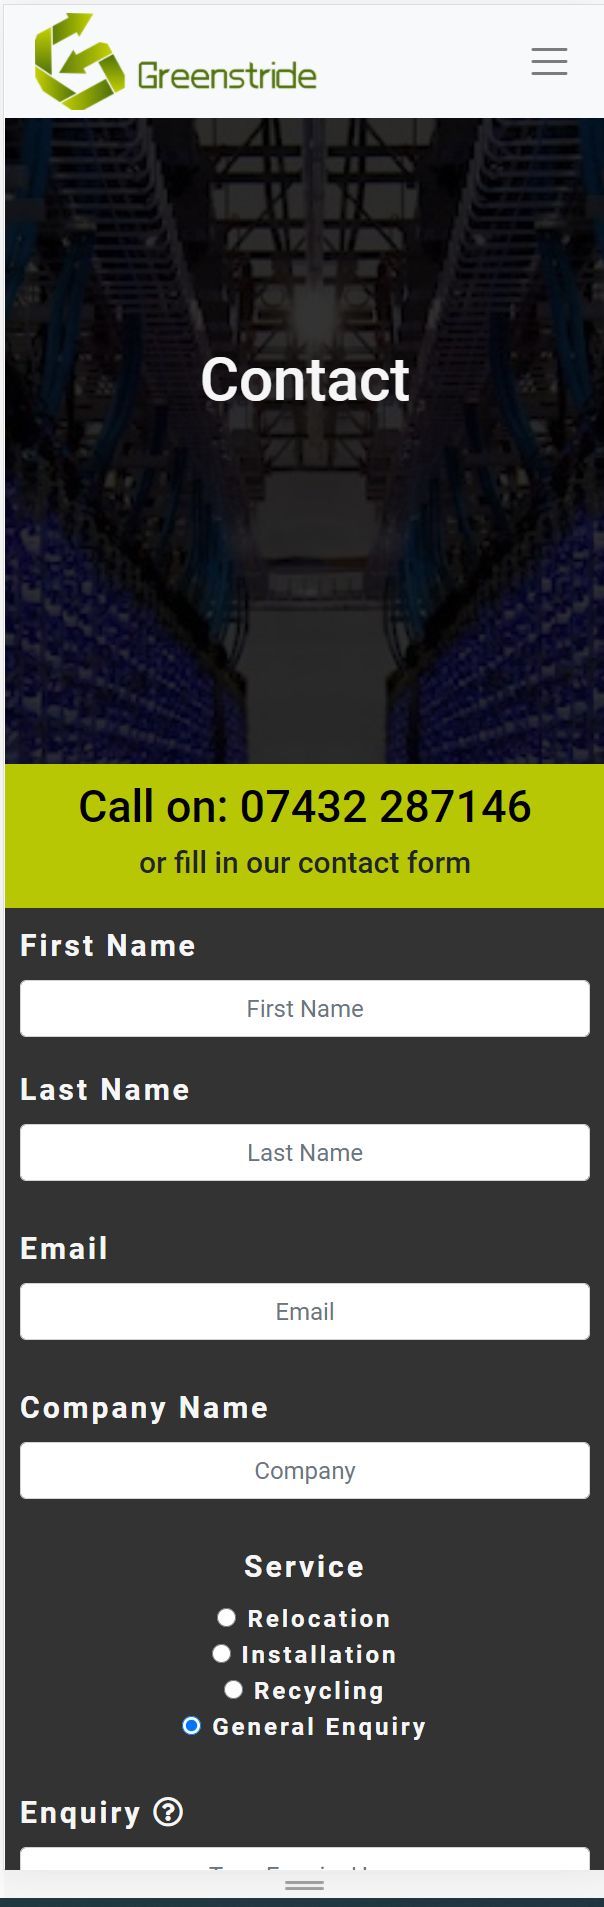 Greenstride
Contact
Call on: 07432 287146
or fill in our contact form
First Name
First Name
Last Name
Last Name
Email
Email
Company Name
Company
Service
Relocation
Installation
Recycling
General Enquiry
Enquiry